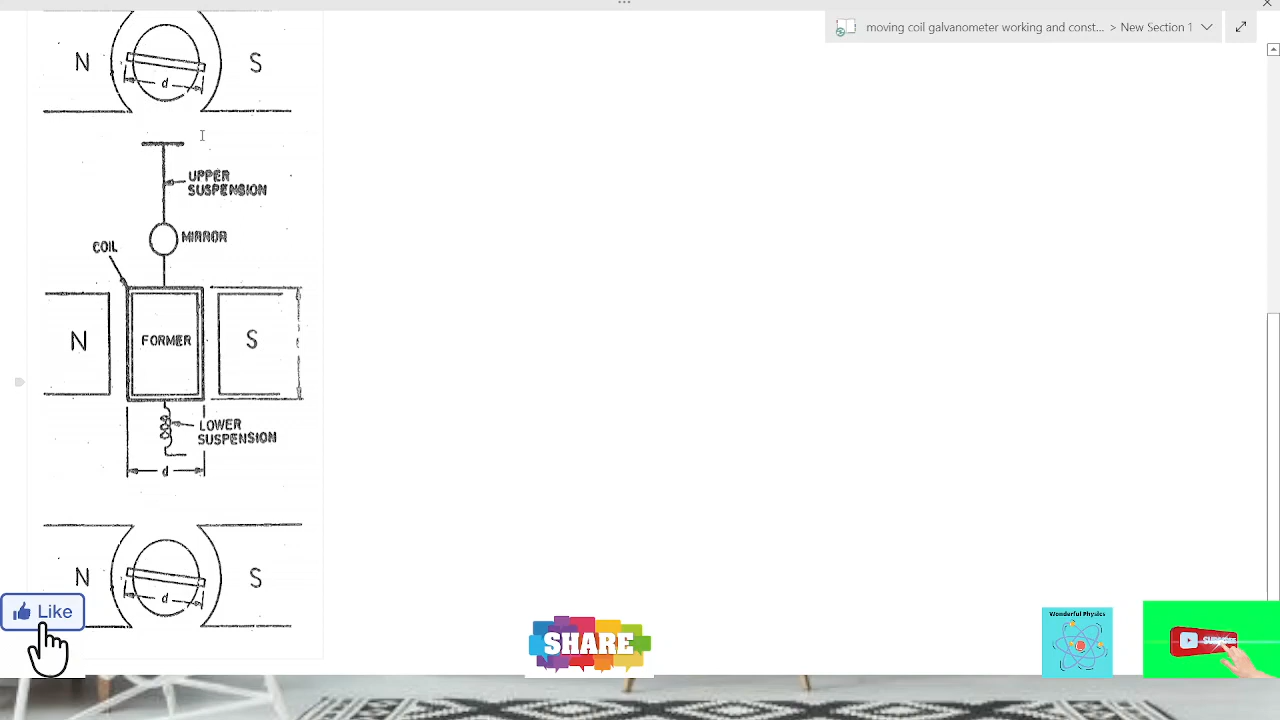 moving coil galvanometer working and const... > New Section 1
N S
d
UPPER
SUSPENSION
MIRROR
COIL
N FORMER S
LOWER
SUSPENSION
d
N S
d
Like
SHARE
Wonderful Physics